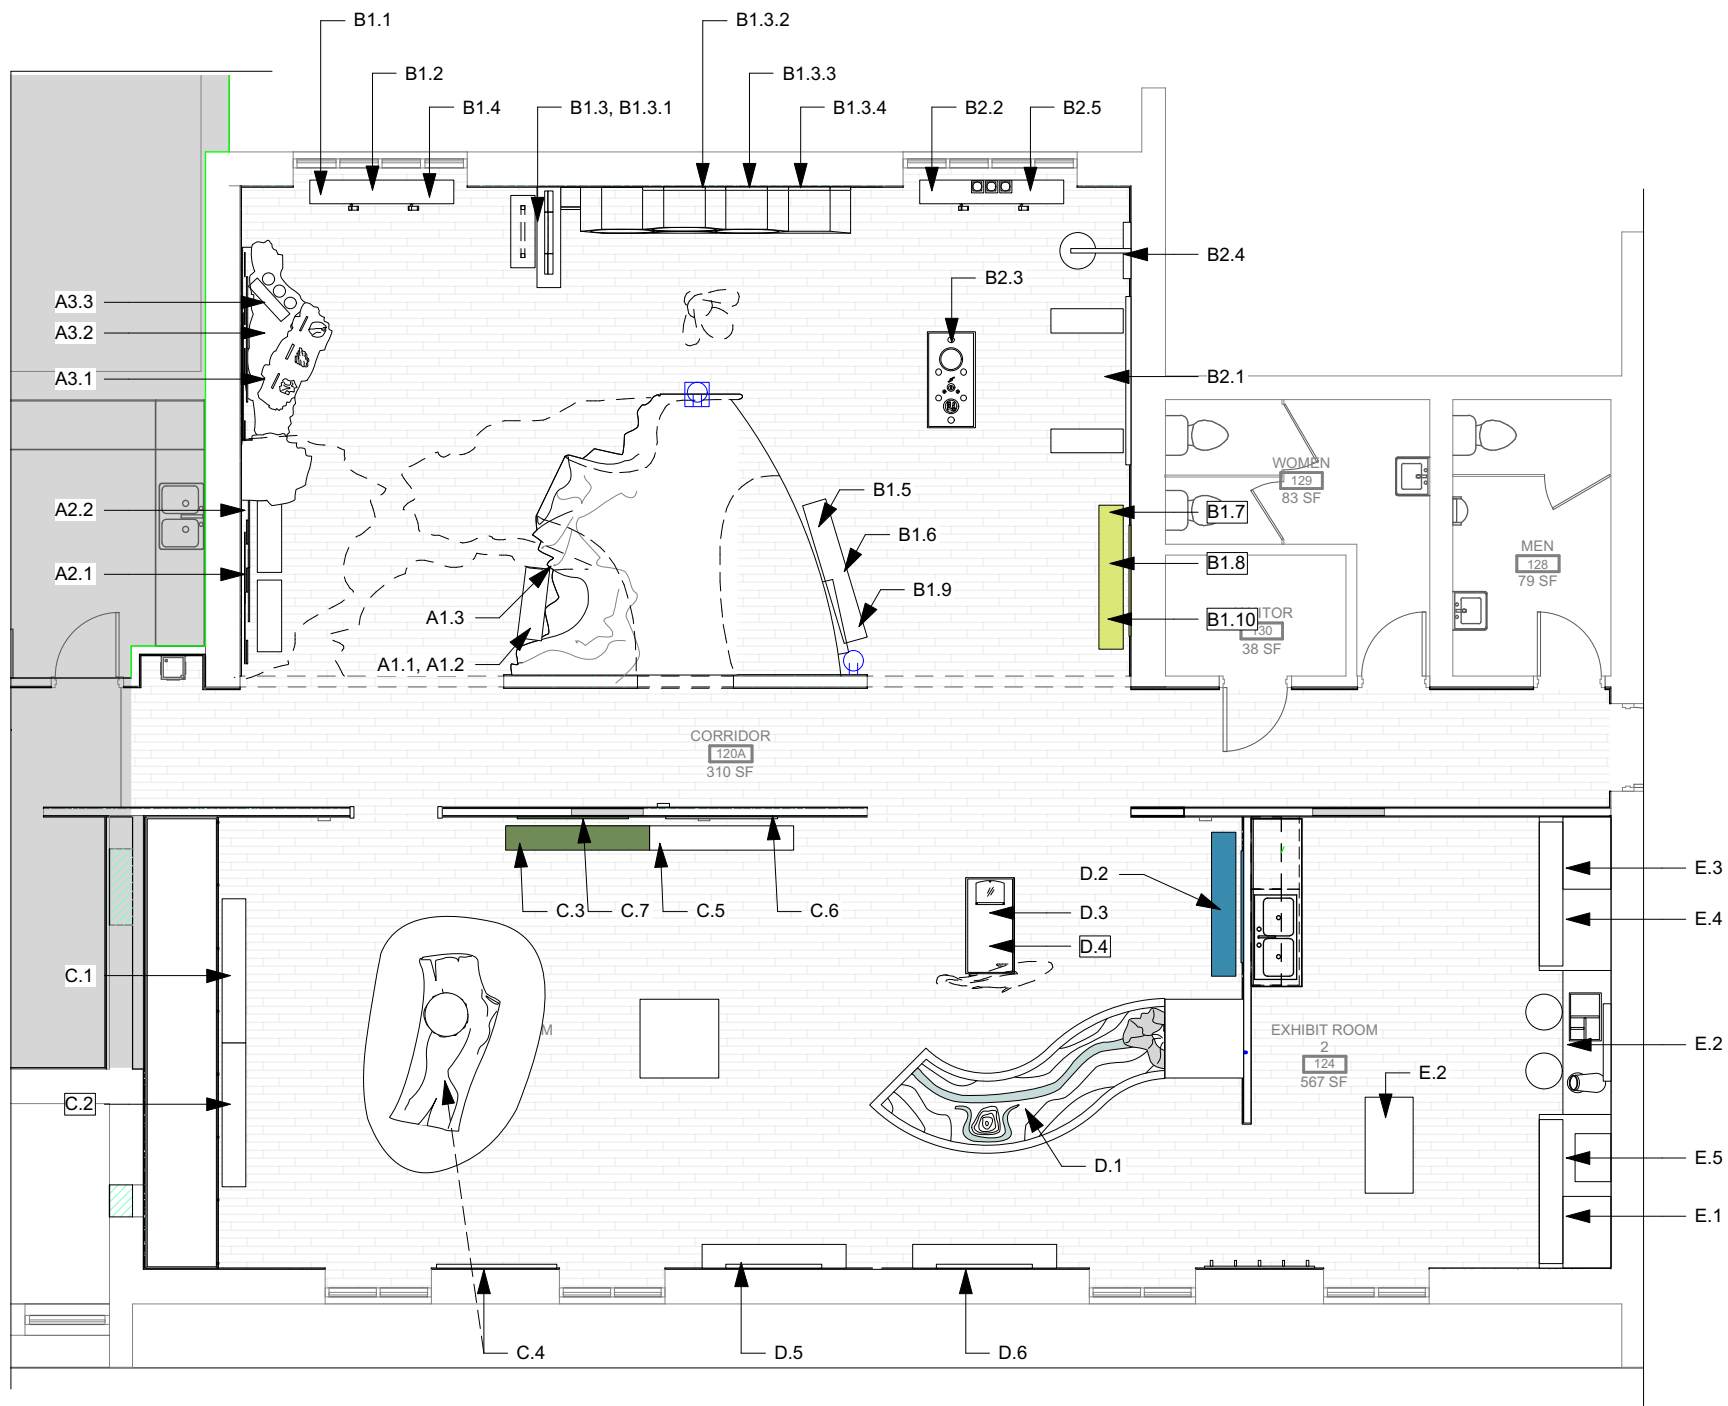 B1.1
B1.3.2
B1.2
B1.3.3
B1.4
B1.3, B1.3.1
B1.3.4
B2.2
B2.5
B2.4
B2.3
A3.3
A3.2
A3.1
B2.1
WOMEN
129
83 SF
B1.5
A2.2
B1.7
B1.6
MEN
128
79 SF
A2.1
B1.8
B1.9
A1.3
B1.10
ITOR
130
38 SF
A1.1, A1.2
CORRIDOR
120A
310 SF
D.2
E.3
C.3
C.7
C.5
C.6
D.3
E.4
D.4
C.1
M
EXHIBIT ROOM
2
124
567 SF
E.2
E.2
C.2
D.1
E.5
E.1
C.4
D.5
D.6